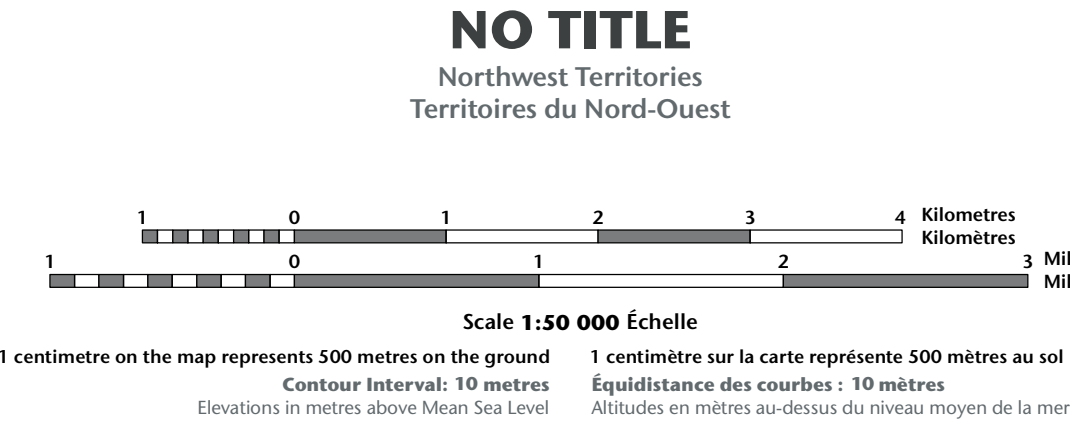 NO TITLE
Northwest Territories
Territoires du Nord-Ouest
1 0 1 2 3 4 Kilometres
Kilomètres
1 0 1 2 3 Mil
Mil
Scale 1:50 000 Échelle
1 centimetre on the map represents 500 metres on the ground
Contour Interval: 10 metres
Elevations in metres above Mean Sea Level
1 centimètre sur la carte représente 500 mètres au sol
Équidistance des courbes : 10 mètres
Altitudes en mètres au-dessus du niveau moyen de la mer